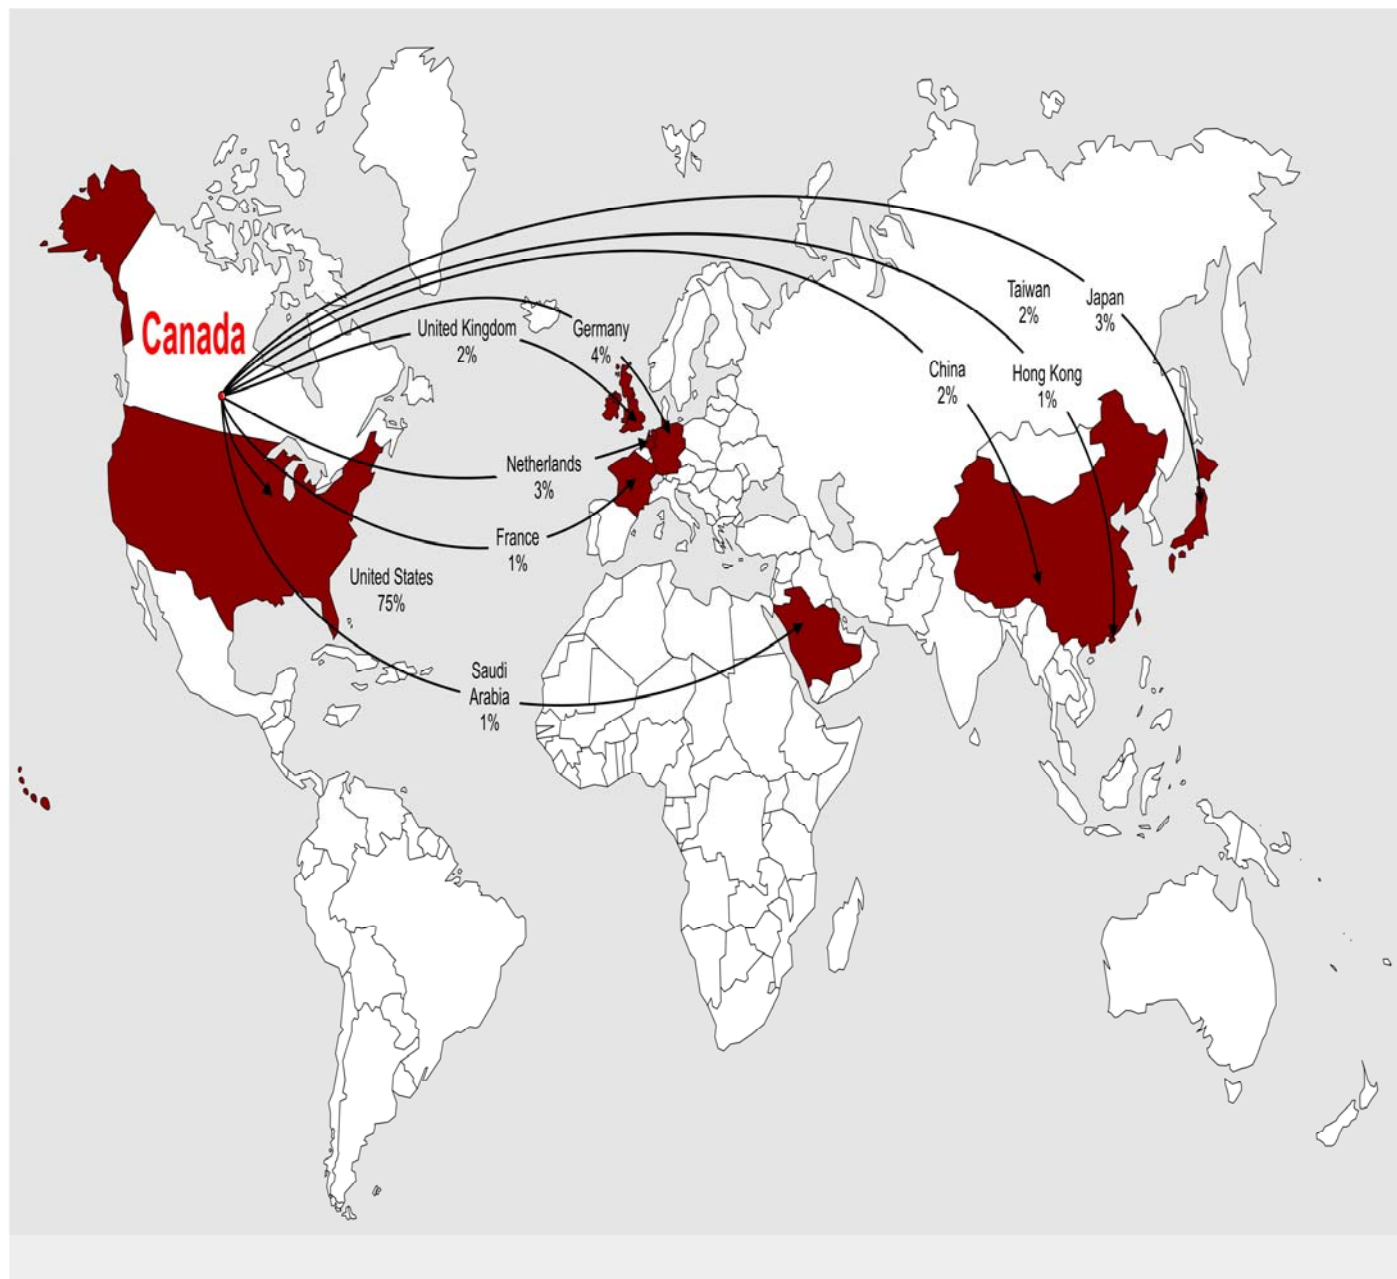 Canada
United Kingdom
2%
Germany
4%
Taiwan
2%
Japan
3%
China
2%
Hong Kong
1%
Netherlands
3%
France
1%
United States
75%
Saudi
Arabia
1%